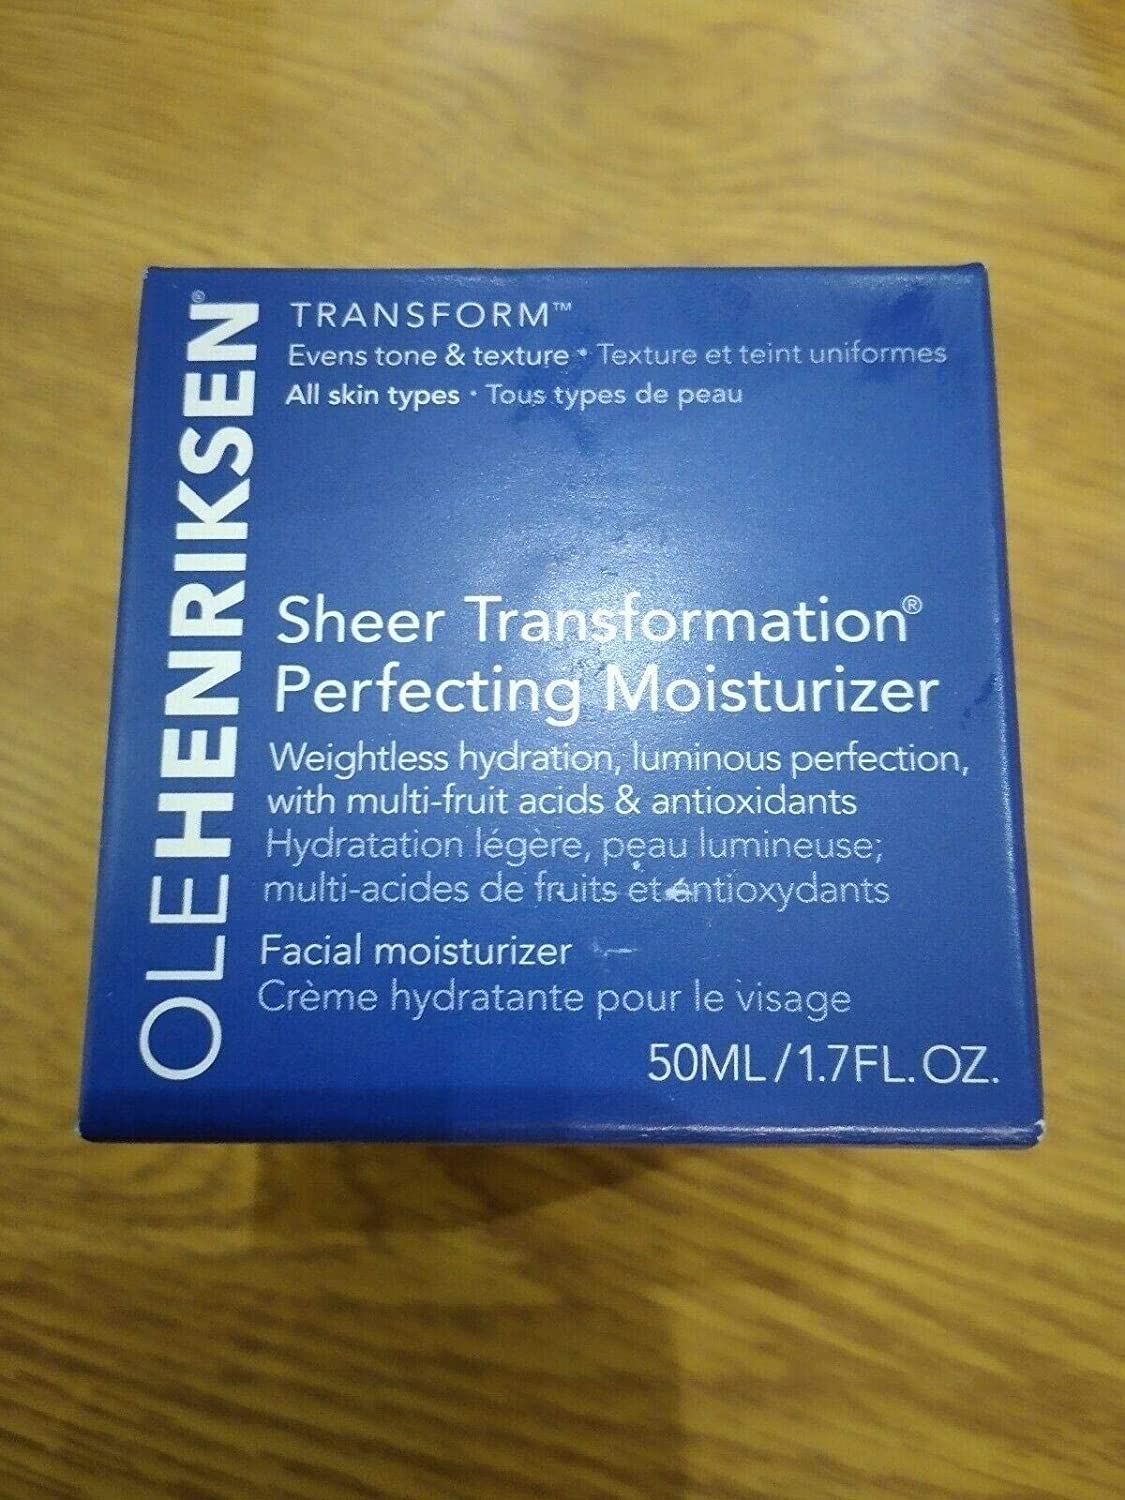 OLEHENRIKSEN®
TRANSFORM™
Evens tone & texture • Texture et teint uniformes
All skin types • Tous types de peau
Sheer Transformation®
Perfecting Moisturizer
Weightless hydration, luminous perfection,
with multi-fruit acids & antioxidants
Hydratation légère, peau lumineuse;
multi-acides de fruits et antioxydants
Facial moisturizer
Crème hydratante pour le visage
50ML/1.7FL. OZ.